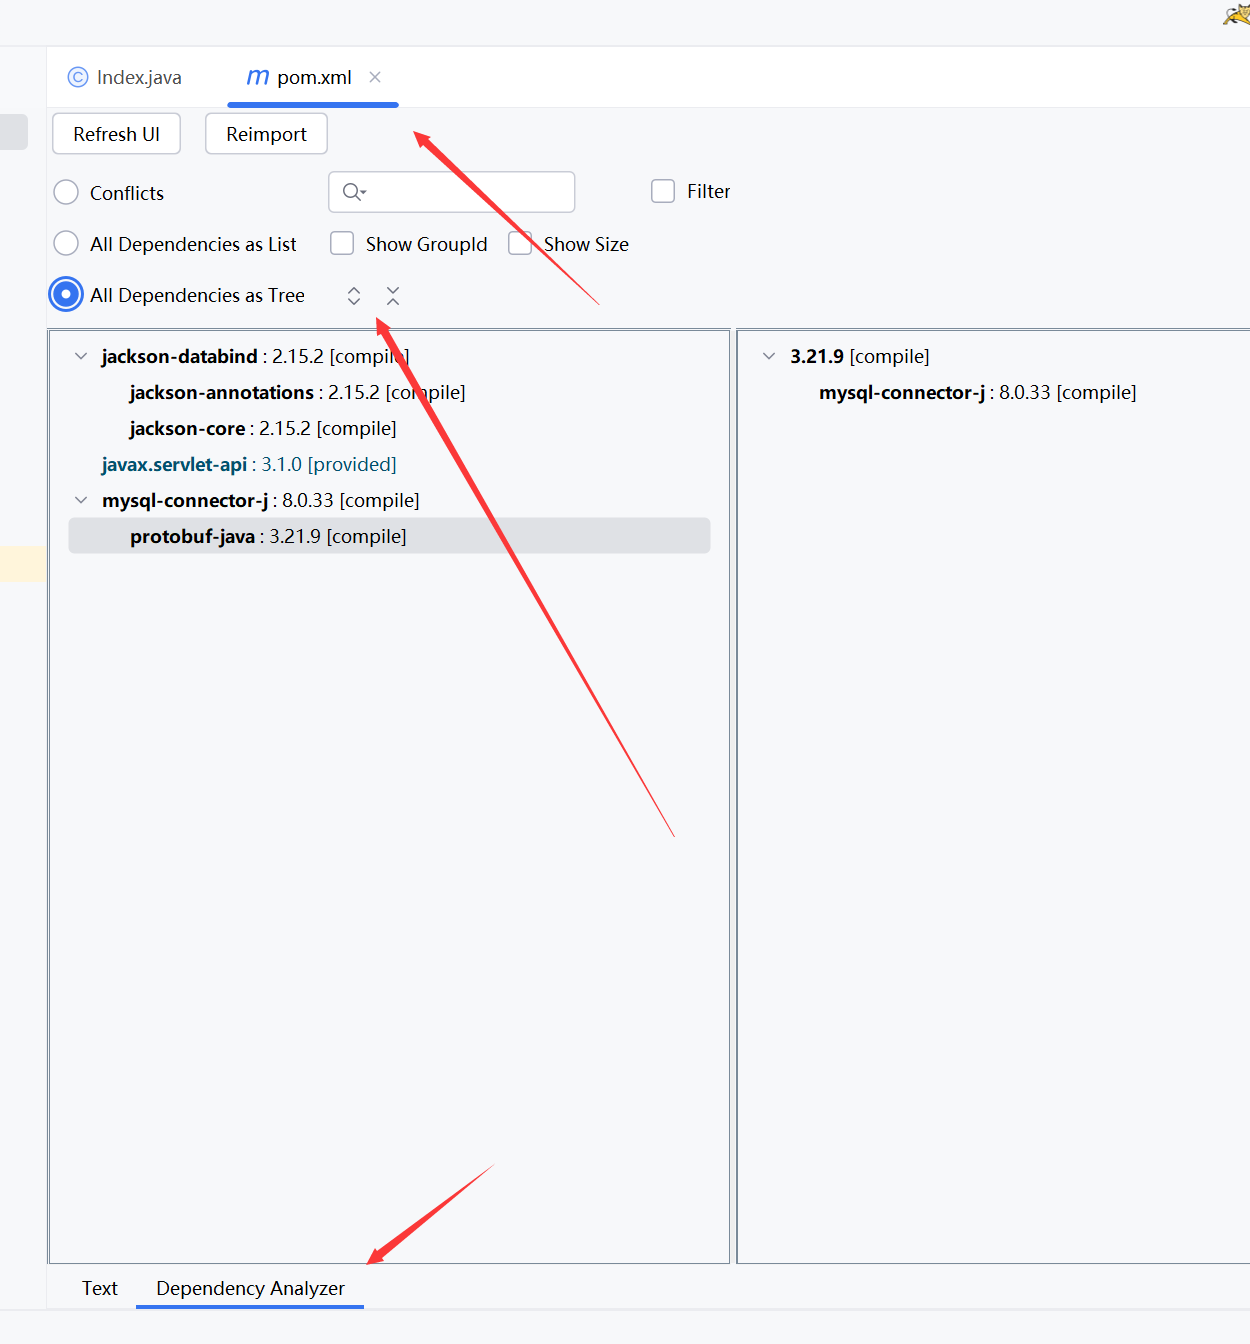 Index.java pom.xml
Refresh UI Reimport
Conflicts Filter
All Dependencies as List Show GroupId Show Size
All Dependencies as Tree
jackson-databind : 2.15.2 [compile]
jackson-annotations : 2.15.2 [compile]
jackson-core : 2.15.2 [compile]
javax.servlet-api : 3.1.0 [provided]
mysql-connector-j : 8.0.33 [compile]
protobuf-java : 3.21.9 [compile]
3.21.9 [compile]
mysql-connector-j : 8.0.33 [compile]
Text Dependency Analyzer